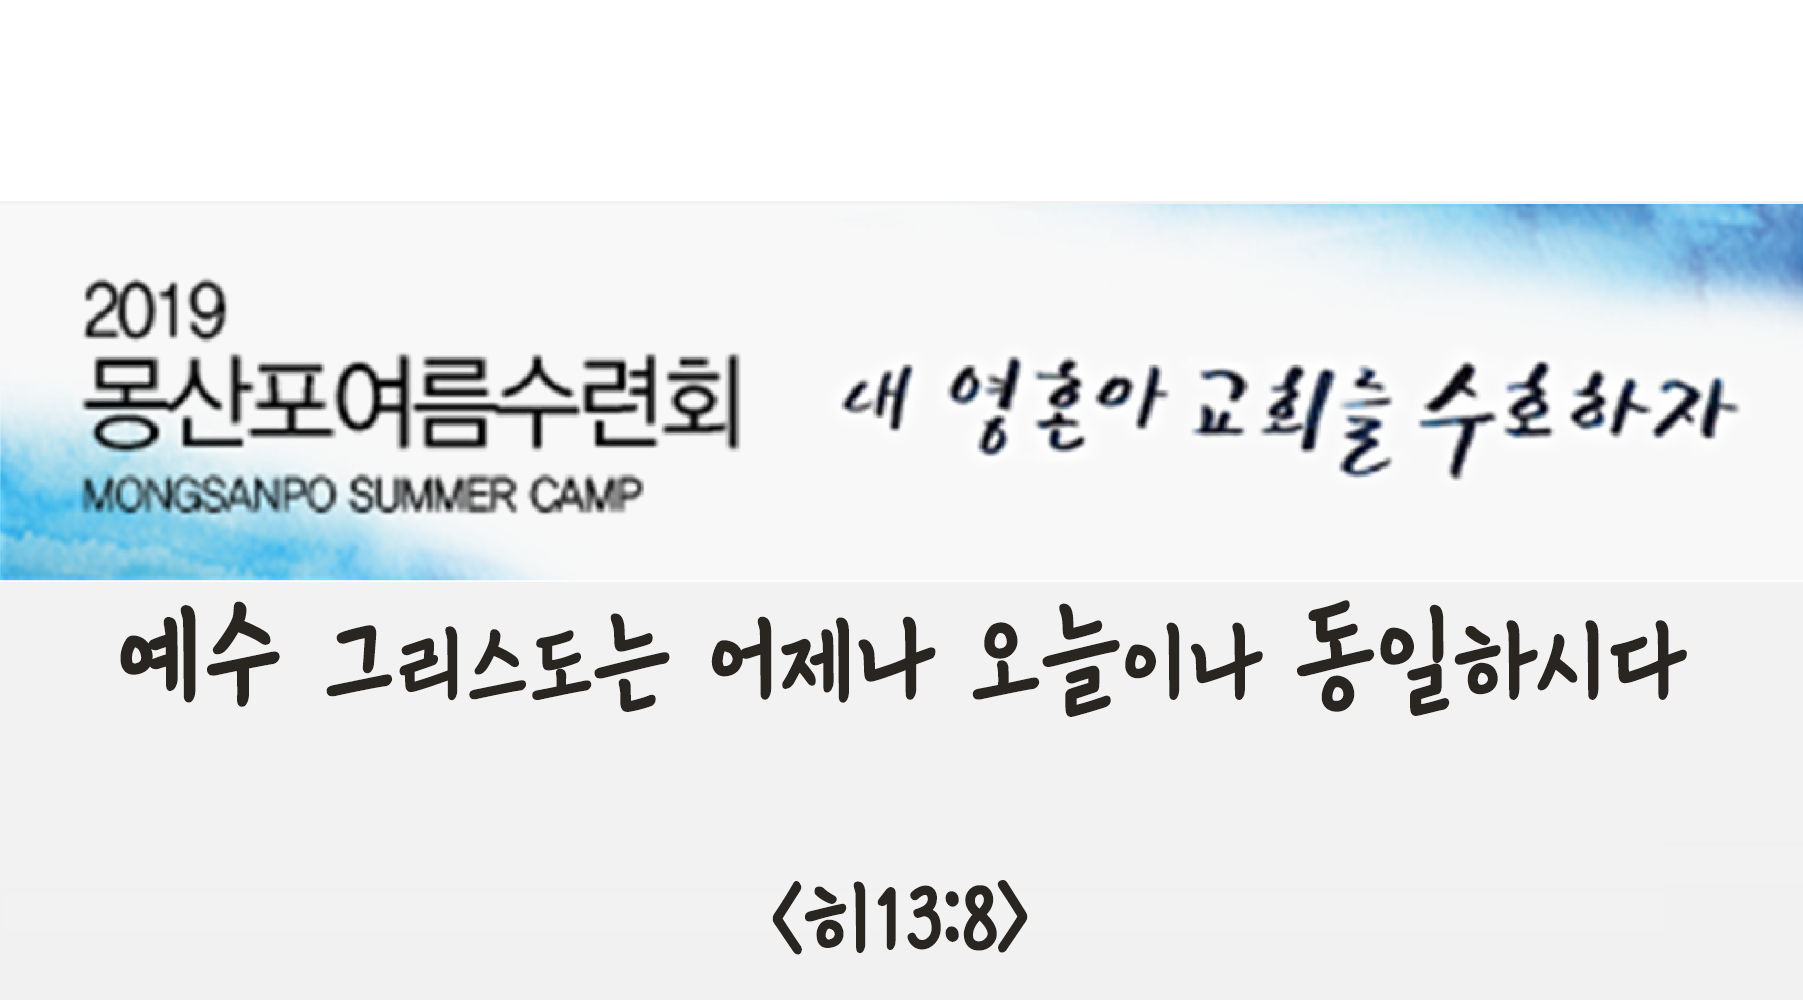 2019
몽산포여름수련회
MONGSANPO SUMMER CAMP
내 영혼아 교회를 수호하자
예수 그리스도는 어제나 오늘이나 동일하시다
<히13:8>